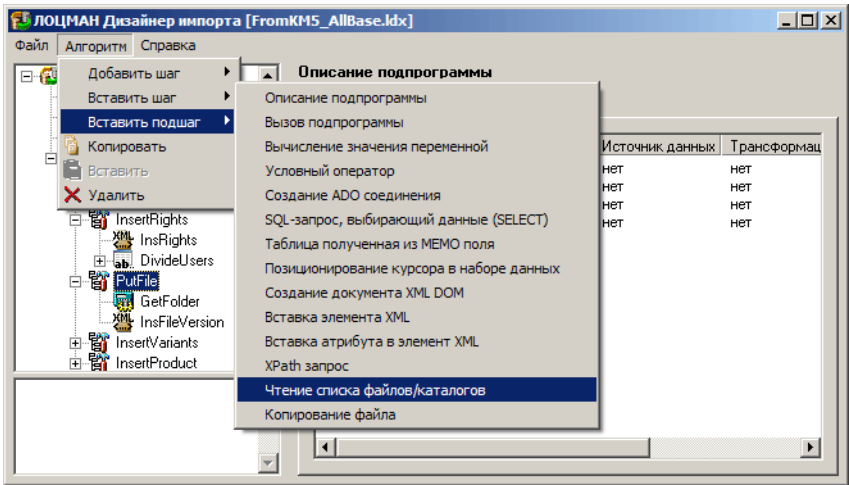 ЛОЦМАН Дизайнер импорта [FromKM5_AllBase.ldx]
Файл Алгоритм Справка
Добавить шаг
Вставить шаг
Вставить подшаг
Копировать
Вставить
Удалить
Описание подпрограммы
Описание подпрограммы
Вызов подпрограммы
Вычисление значения переменной
Условный оператор
Создание ADO соединения
SQL-запрос, выбирающий данные (SELECT)
Таблица полученная из MEMO поля
Позиционирование курсора в наборе данных
Создание документа XML DOM
Вставка элемента XML
Вставка атрибута в элемент XML
XPath запрос
Чтение списка файлов/каталогов
Копирование файла
Источник данных Трансформац
нет нет
нет нет
нет нет
нет нет
InsertRights
XML InsRights
ab.. DivideUsers
PutFile
GetFolder
XML InsFileVersion
InsertVariants
InsertProduct